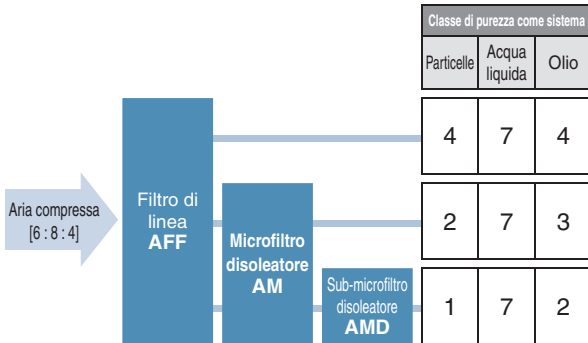 Classe di purezza come sistema
Particelle
Acqua
liquida
Olio
4
7
4
Aria compressa
[6 : 8 : 4]
Filtro di
linea
AFF
Microfiltro
disoleatore
AM
2
7
3
Sub-microfiltro
disoleatore
AMD
1
7
2